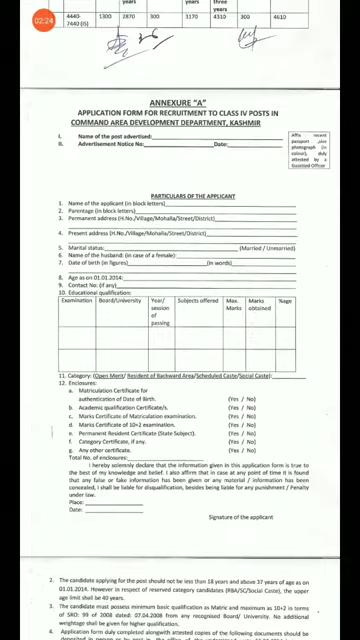 02:24
years years three
years
4440-
7440 (IS) 1300 2870 300 3170 4310 300 4610
ANNEXURE "A"
APPLICATION FORM FOR RECRUITMENT TO CLASS IV POSTS IN
COMMAND AREA DEVELOPMENT DEPARTMENT, KASHMIR
I. Name of the post advertised:
II. Advertisement Notice No: Date:
Affix recent
passport size
photograph (in
colour), duly
attested by a
Gazetted Officer
PARTICULARS OF THE APPLICANT
1. Name of the applicant (in block letters)
2. Parentage (in block letters)
3. Permanent address (H.No./Village/Mohalla/Street/District)
4. Present address (H.No./Village/Mohalla/Street/District)
5. Marital status: (Married / Unmarried)
6. Name of the husband: (in case of a female):
7. Date of birth (in figures) (in words)
8. Age as on 01.01.2014:
9. Contact No: (if any)
10. Educational qualification:
Examination Board/University Year/ session of passing Subjects offered Max. Marks Marks obtained %age
11. Category: (Open Merit/ Resident of Backward Area/Scheduled Caste/Social Caste):
12. Enclosures:
a. Matriculation Certificate for
authentication of Date of Birth. (Yes / No)
b. Academic qualification Certificate/s. (Yes / No)
c. Marks Certificate of Matriculation examination. (Yes / No)
d. Marks Certificate of 10+2 examination. (Yes / No)
e. Permanent Resident Certificate (State Subject). (Yes / No)
f. Category Certificate, if any. (Yes / No)
g. Any other certificate. (Yes / No)
Total No. of enclosures:
I hereby solemnly declare that the information given in this application form is true to
the best of my knowledge and belief. I also affirm that in case at any point of time it is found
that any false or fake information has been given or any material / information has been
concealed, I shall be liable for disqualification, besides being liable for any punishment / Penalty
under law.
Place:
Date:
Signature of the applicant
2. The candidate applying for the post should not be less than 18 years and above 37 years of age as on
01.01.2014. However in respect of reserved category candidates (RBA/SC/Social Caste), the upper
age limit shall be 40 years.
3. The candidate must possess minimum basic qualification as Matric and maximum as 10+2 in terms
of SRO: 99 of 2008 dated: 07.04.2008 from any recognised Board/ University. No additional
weightage shall be given for higher qualification.
4. Application form duly completed alongwith attested copies of the following documents should be